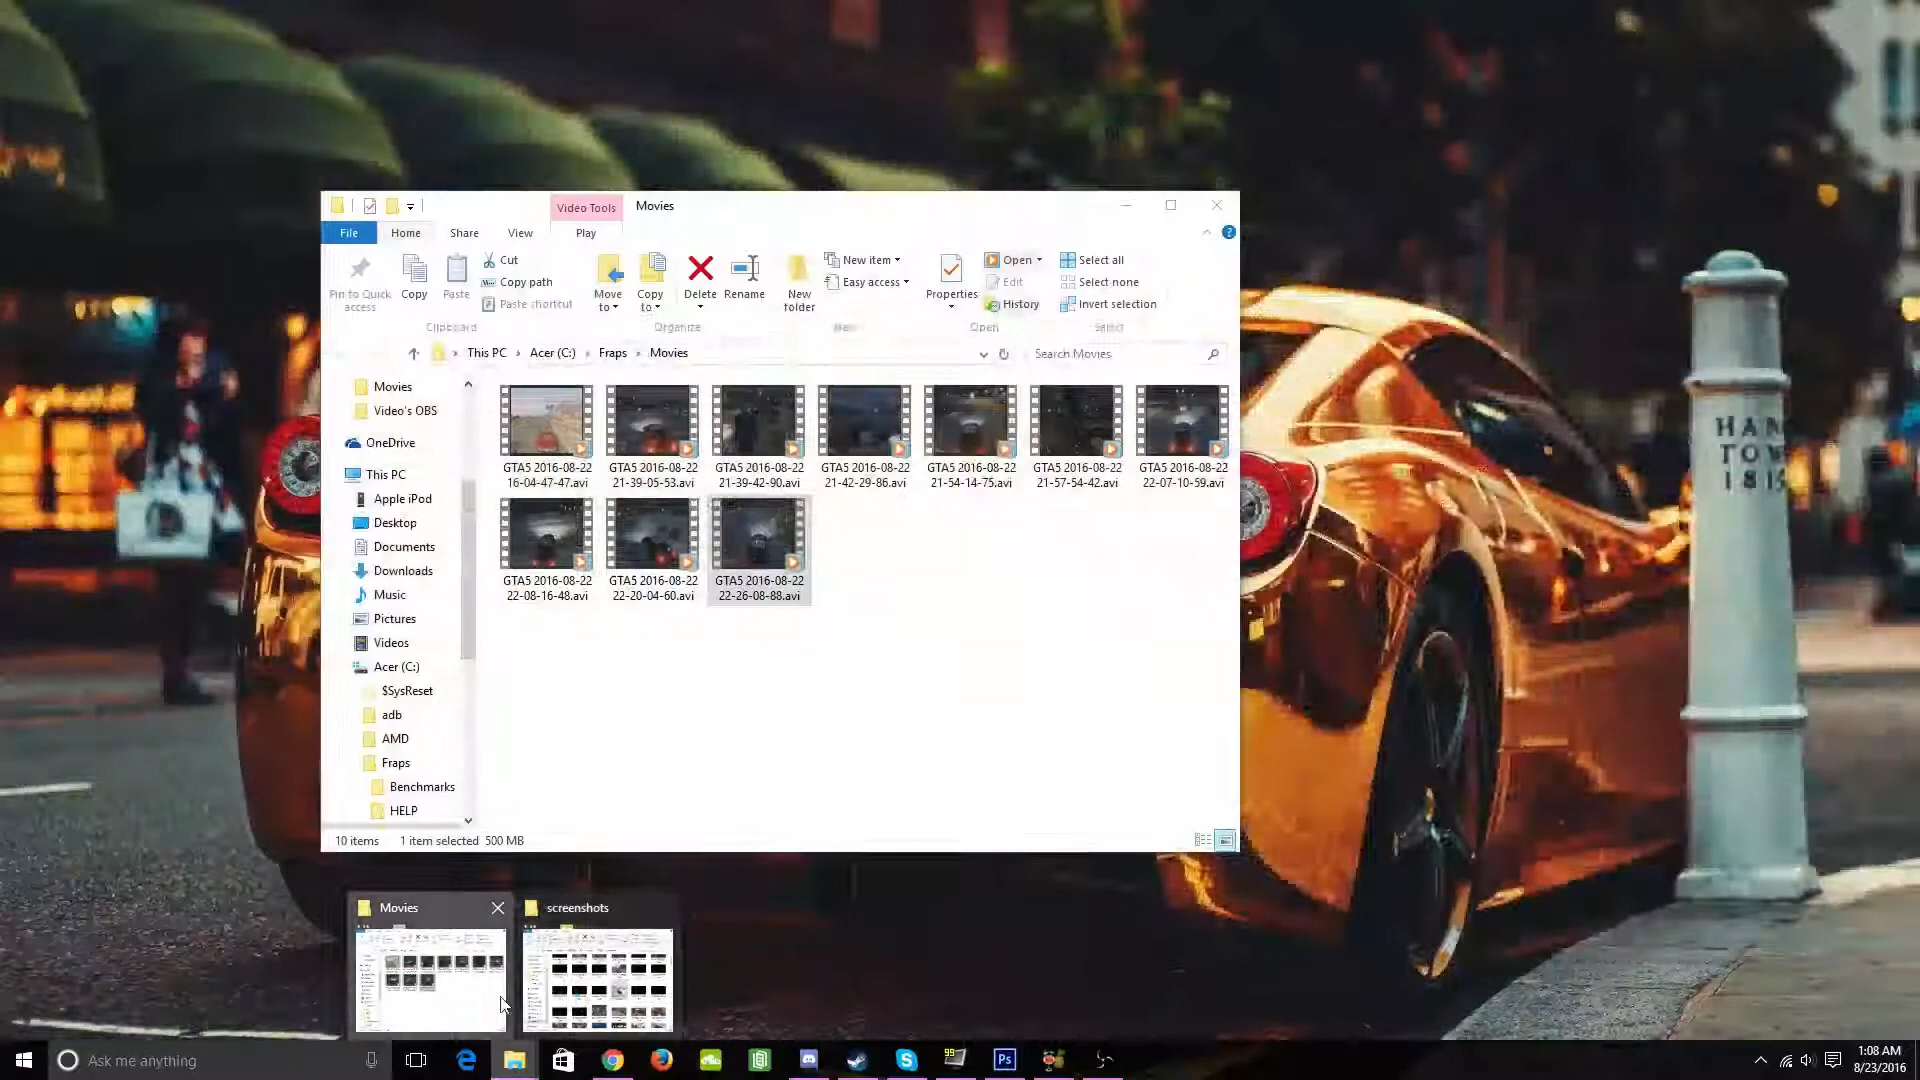 Video Tools Movies
File Home Share View Play
Pin to Quick access
Copy
Paste
Cut
Copy path
Paste shortcut
Clipboard
Move to
Copy to
Delete
Rename
Organize
New folder
New item
Easy access
New
Properties
Open
Edit
History
Open
Select all
Select none
Invert selection
Select
This PC Acer (C:) Fraps Movies
Search Movies
Movies
Video's OBS
OneDrive
This PC
Apple iPod
Desktop
Documents
Downloads
Music
Pictures
Videos
Acer (C:)
$SysReset
adb
AMD
Fraps
Benchmarks
HELP
GTA5 2016-08-22 16-04-47-47.avi
GTA5 2016-08-22 21-39-05-53.avi
GTA5 2016-08-22 21-39-42-90.avi
GTA5 2016-08-22 21-42-29-86.avi
GTA5 2016-08-22 21-54-14-75.avi
GTA5 2016-08-22 21-57-54-42.avi
GTA5 2016-08-22 22-07-10-59.avi
GTA5 2016-08-22 22-08-16-48.avi
GTA5 2016-08-22 22-20-04-60.avi
GTA5 2016-08-22 22-26-08-88.avi
10 items 1 item selected 500 MB
HAN
TOW
181
Movies
screenshots
Ask me anything
99
Ps
1:08 AM
8/23/2016